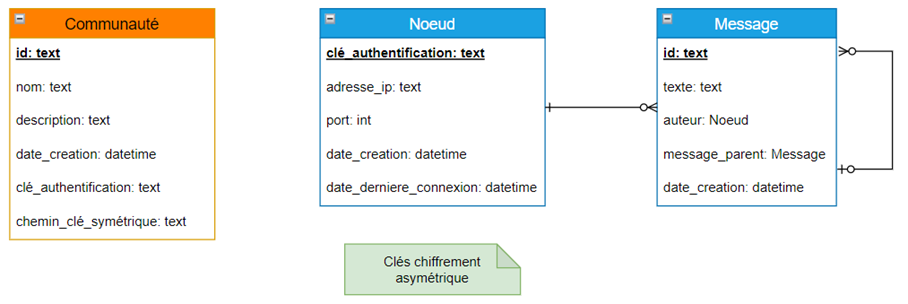 Communauté
id: text
nom: text
description: text
date_creation: datetime
clé_authentification: text
chemin_clé_symétrique: text
Noeud
clé_authentification: text
adresse_ip: text
port: int
date_creation: datetime
date_derniere_connexion: datetime
Message
id: text
texte: text
auteur: Noeud
message_parent: Message
date_creation: datetime
Clés chiffrement
asymétrique